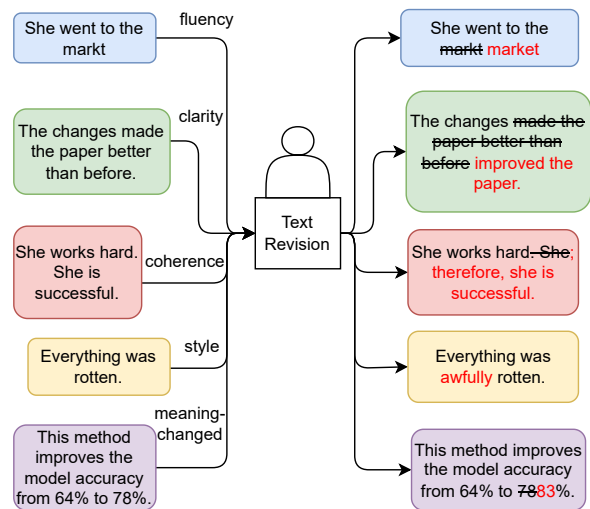 She went to the
markt
fluency
The changes made
the paper better
than before.
clarity
She works hard.
She is
successful.
coherence
Everything was
rotten.
style
This method
improves the
model accuracy
from 64% to 78%.
meaning-
changed
Text
Revision
She went to the
markt market
The changes made the
paper better than
before improved the
paper.
She works hard. She;
therefore, she is
successful.
Everything was
awfully rotten.
This method improves
the model accuracy
from 64% to 7883%.